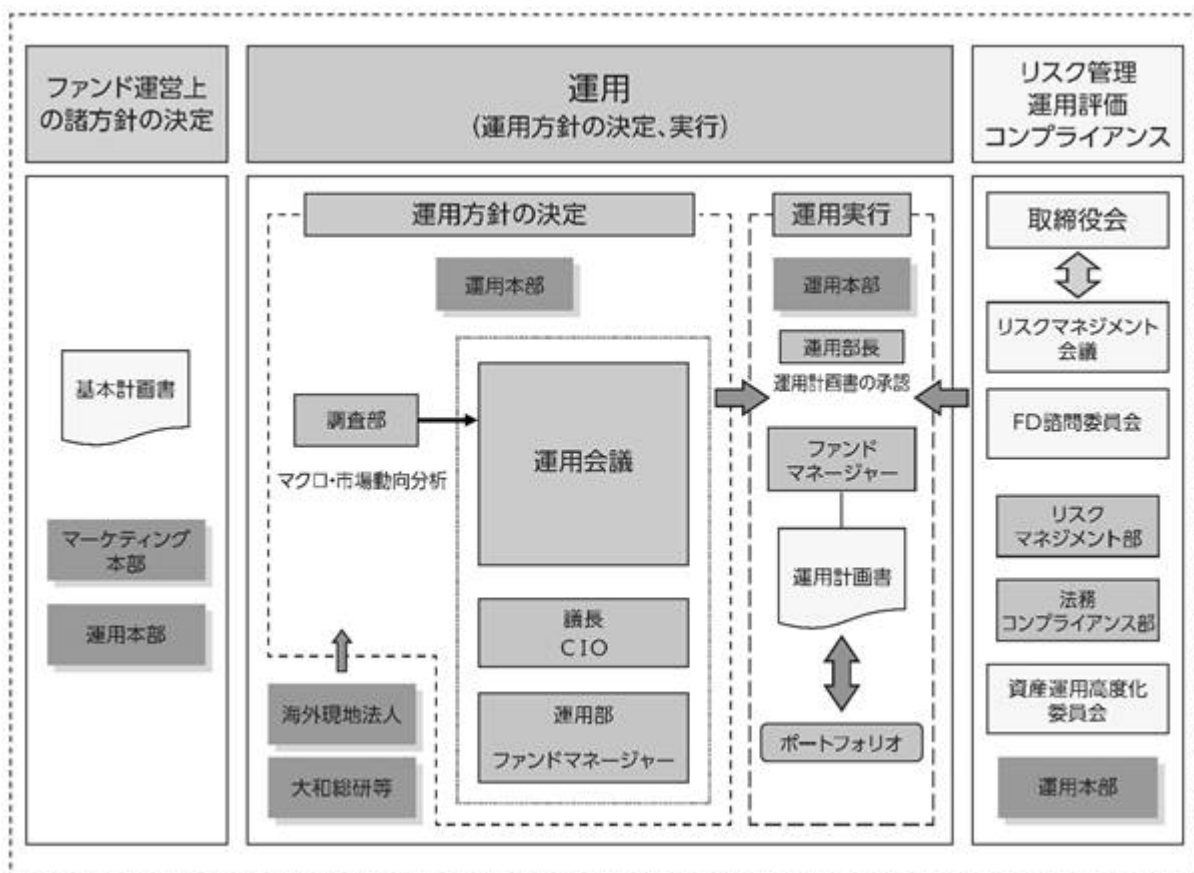 ファンド運営上
の諸方針の決定
基本計画書
マーケティング
本部
運用本部
運用
(運用方針の決定、実行)
運用方針の決定
運用本部
調査部
マクロ・市場動向分析
運用会議
議長
CIO
運用部
ファンドマネージャー
海外現地法人
大和総研等
運用実行
運用本部
運用部長
運用計画書の承認
ファンド
マネージャー
運用計画書
ポートフォリオ
リスク管理
運用評価
コンプライアンス
取締役会
リスクマネジメント
会議
FD諮問委員会
リスク
マネジメント部
法務
コンプライアンス部
資産運用高度化
委員会
運用本部